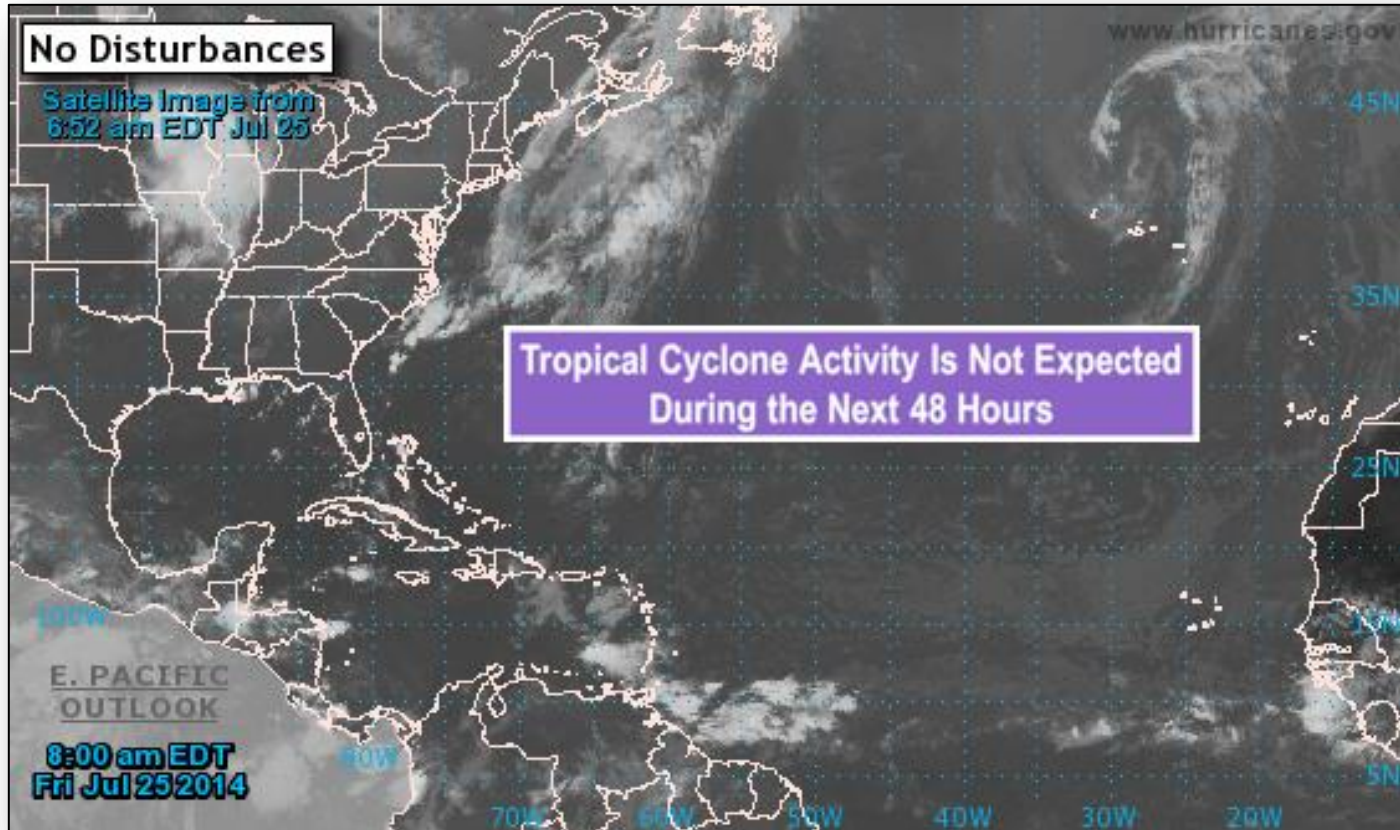 No Disturbances
www.hurricanes.gov
Satellite Image from
6:52 am EDT Jul 25
45N
35N
Tropical Cyclone Activity Is Not Expected
During the Next 48 Hours
25N
100W
15N
E. PACIFIC
OUTLOOK
8:00 am EDT
Fri Jul 25 2014
80W
5N
70W
60W
50W
40W
30W
20W